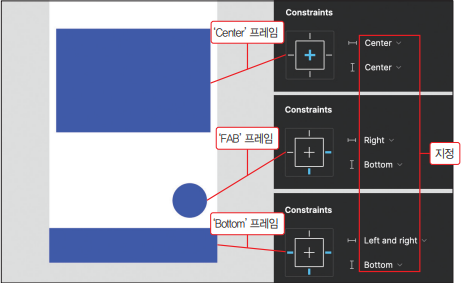 Constraints
'Center' 프레임
Center
Center
Constraints
'FAB' 프레임
Right
지정
Bottom
Constraints
'Bottom' 프레임
Left and right
Bottom